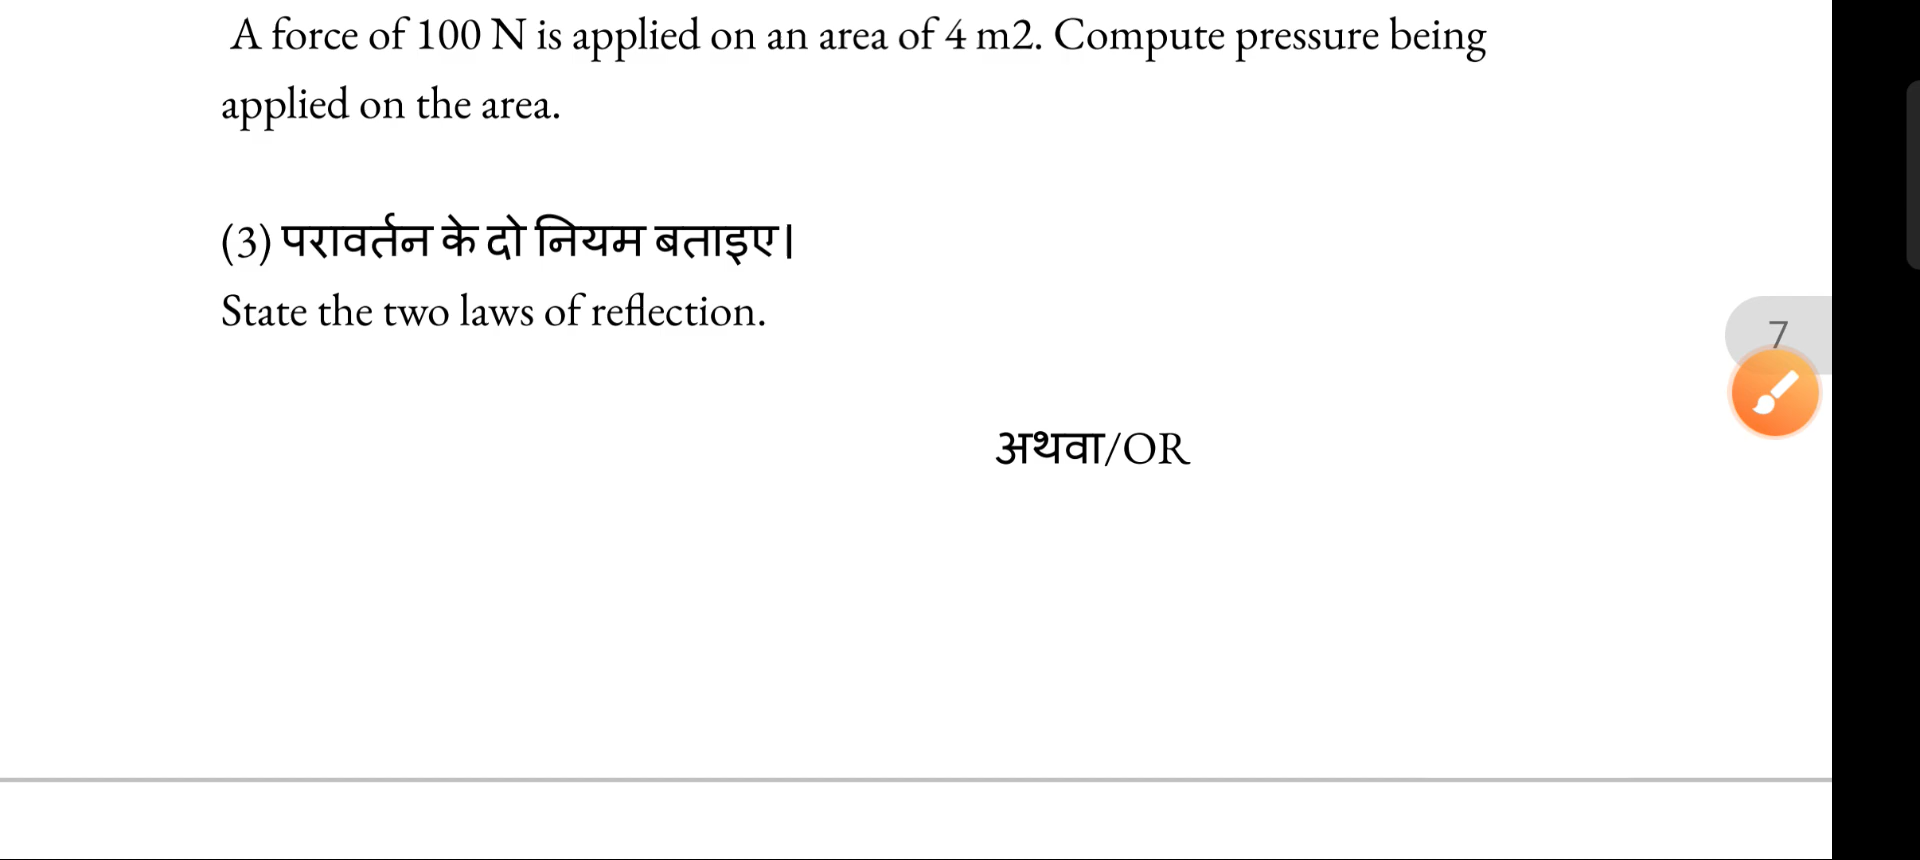 A force of 100 N is applied on an area of 4 m2. Compute pressure being
applied on the area.
(3) परावर्तन के दो नियम बताइए।
State the two laws of reflection.
7
अथवा/OR